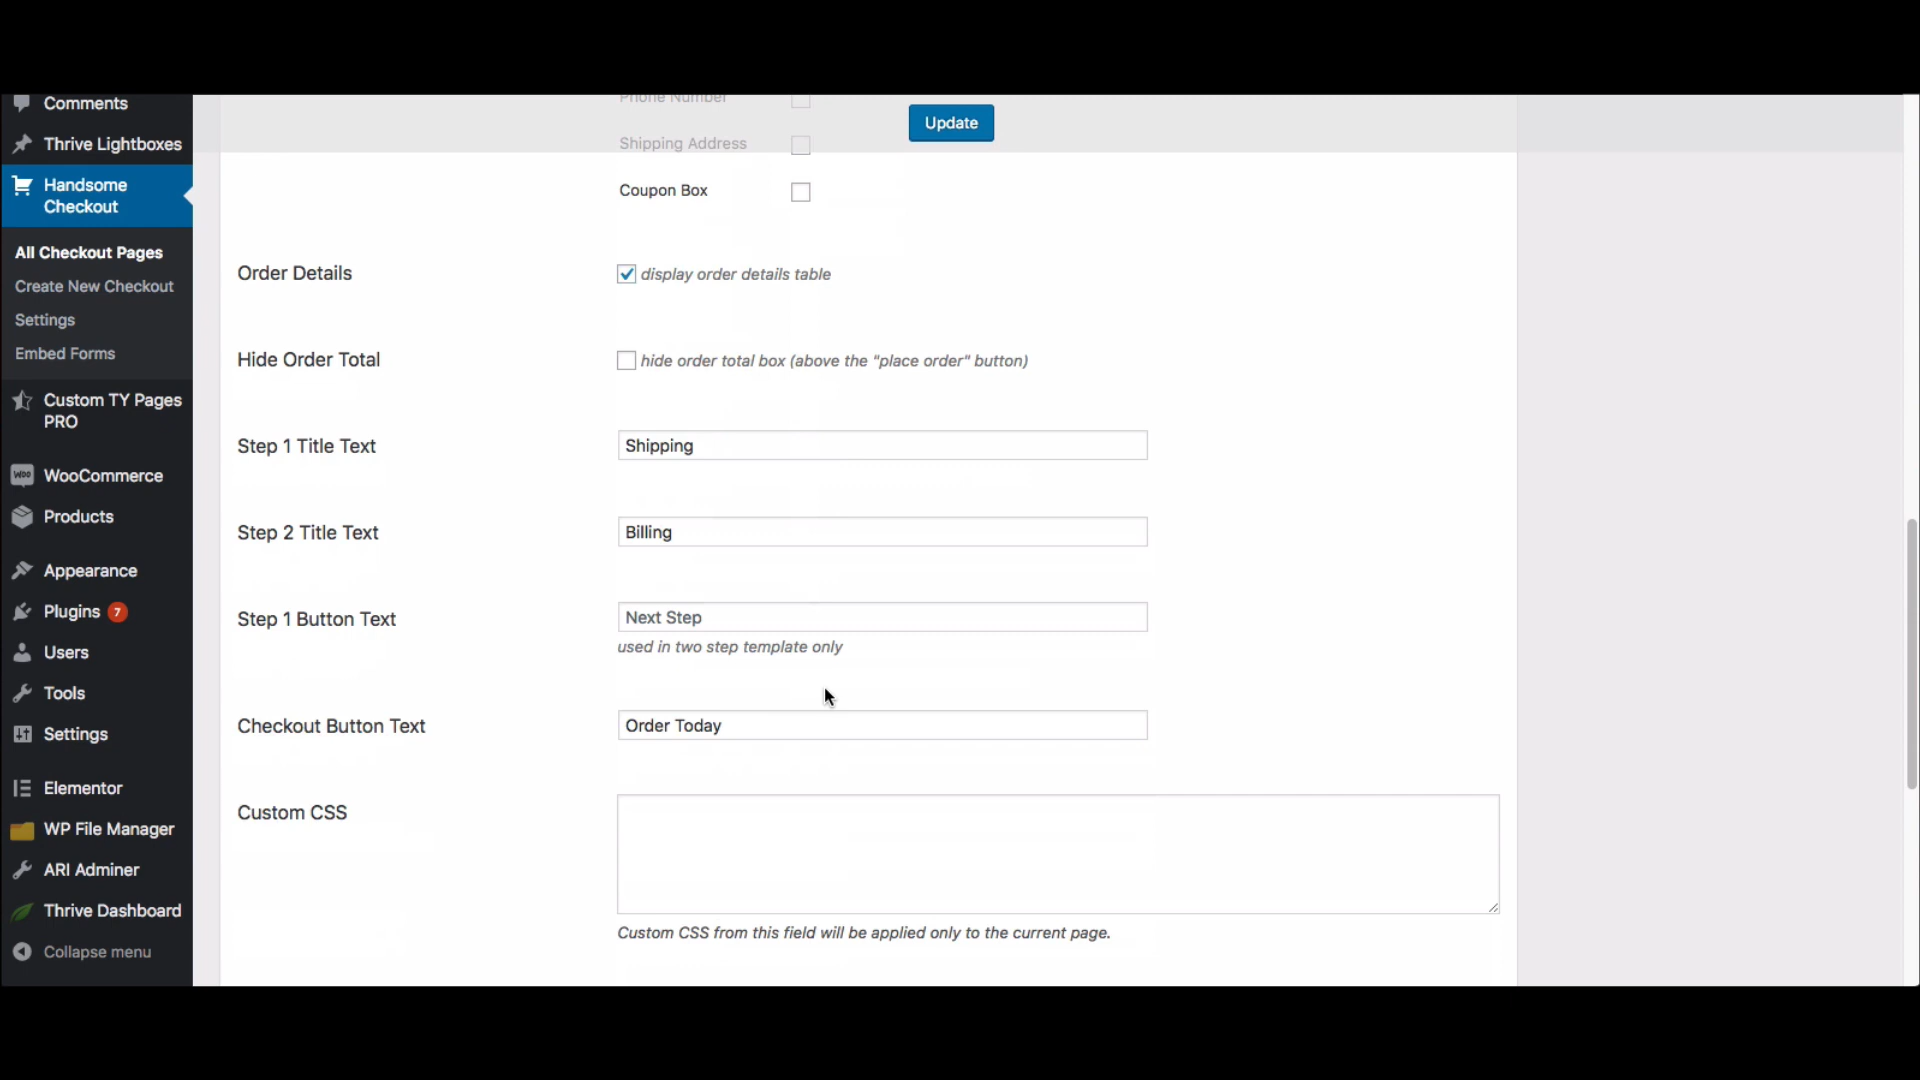 Comments
Thrive Lightboxes
Handsome
Checkout
All Checkout Pages
Create New Checkout
Settings
Embed Forms
Custom TY Pages
PRO
WooCommerce
Products
Appearance
Plugins 7
Users
Tools
Settings
Elementor
WP File Manager
ARI Adminer
Thrive Dashboard
Collapse menu
Phone Number
Update
Shipping Address
Coupon Box
Order Details
display order details table
Hide Order Total
hide order total box (above the "place order" button)
Step 1 Title Text
Shipping
Step 2 Title Text
Billing
Step 1 Button Text
Next Step
used in two step template only
Checkout Button Text
Order Today
Custom CSS
Custom CSS from this field will be applied only to the current page.